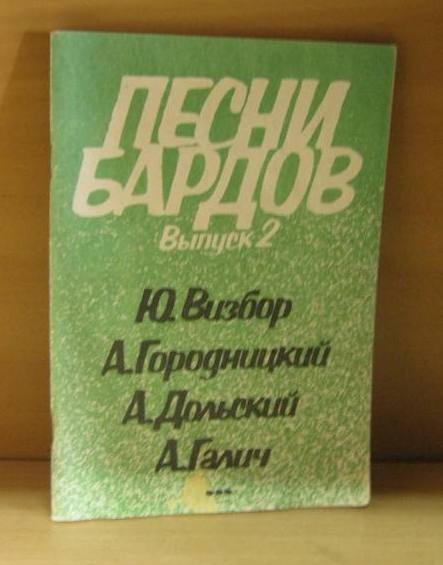 ПЕСНИ
БАРДОВ
Выпуск 2
Ю. Визбор
А. Городницкий
А. Дольский
А. Галич
...